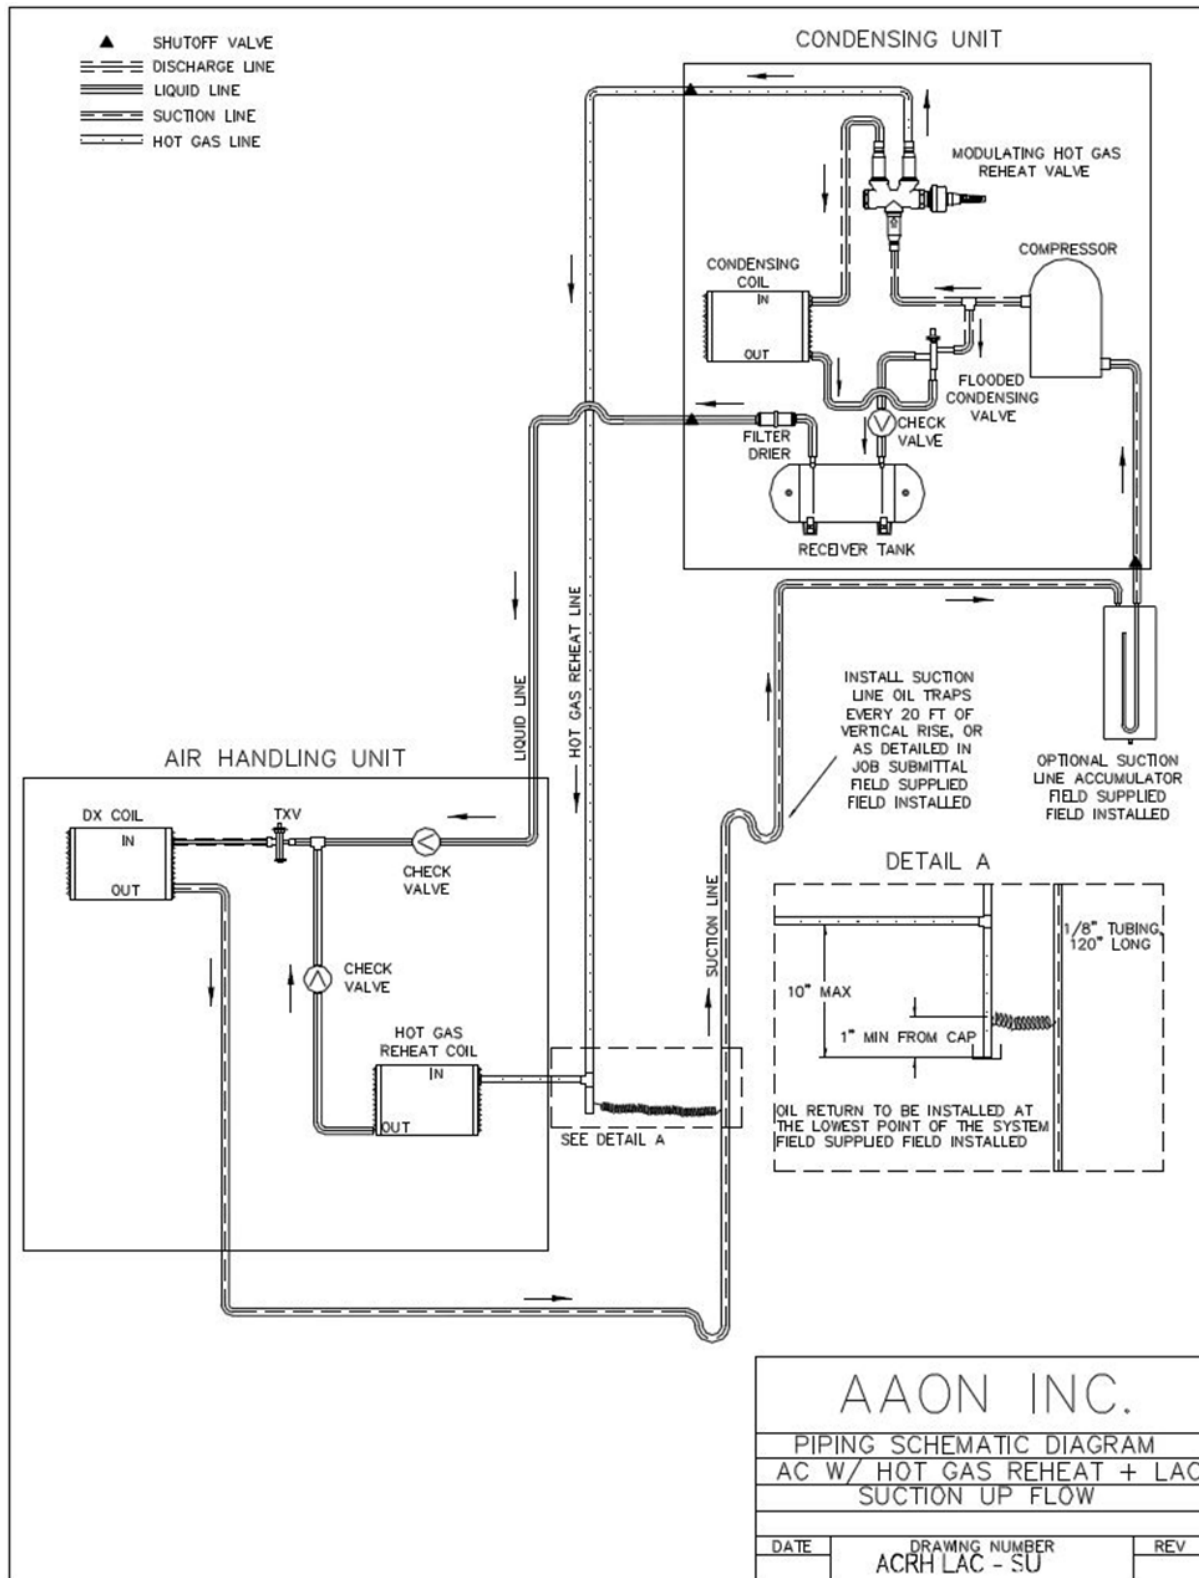 SHUTOFF VALVE
DISCHARGE LINE
LIQUID LINE
SUCTION LINE
HOT GAS LINE
CONDENSING UNIT
MODULATING HOT GAS
REHEAT VALVE
COMPRESSOR
CONDENSING
COIL
IN
OUT
FLOODED
CONDENSING
VALVE
CHECK
VALVE
FILTER
DRIER
RECEIVER TANK
LIQUID LINE
HOT GAS REHEAT LINE
INSTALL SUCTION
LINE OIL TRAPS
EVERY 20 FT OF
VERTICAL RISE, OR
AS DETAILED IN
JOB SUBMITTAL
FIELD SUPPLIED
FIELD INSTALLED
OPTIONAL SUCTION
LINE ACCUMULATOR
FIELD SUPPLIED
FIELD INSTALLED
AIR HANDLING UNIT
DX COIL
IN
OUT
TXV
CHECK
VALVE
CHECK
VALVE
HOT GAS
REHEAT COIL
IN
OUT
SUCTION LINE
SEE DETAIL A
DETAIL A
1/8" TUBING,
120" LONG
10" MAX
1" MIN FROM CAP
OIL RETURN TO BE INSTALLED AT
THE LOWEST POINT OF THE SYSTEM
FIELD SUPPLIED FIELD INSTALLED
AAON INC.
PIPING SCHEMATIC DIAGRAM
AC W/ HOT GAS REHEAT + LAC
SUCTION UP FLOW
DATE
DRAWING NUMBER
REV
ACRH LAC - SU